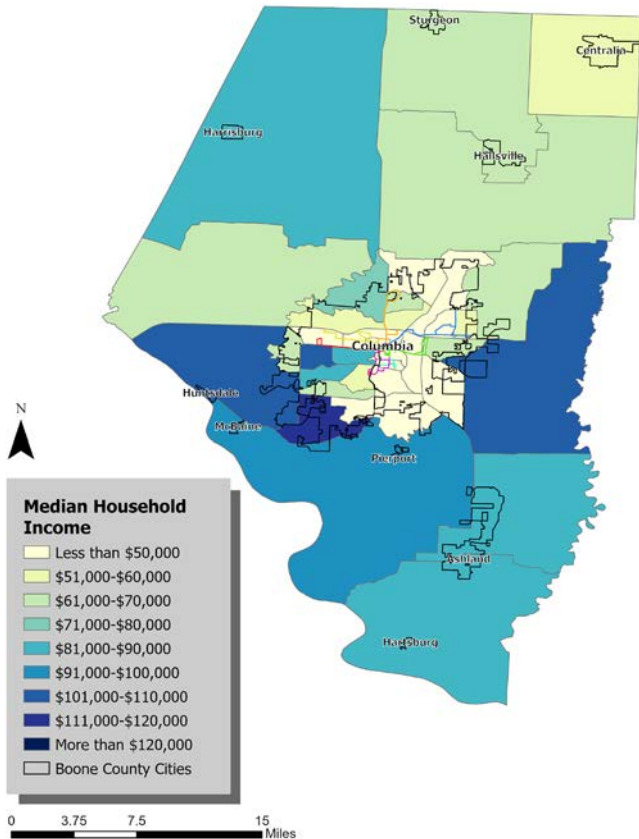 Sturgeon
Centralia
Harrisburg
Hallsville
Columbia
Huntsdale
McBaine
Pierport
Ashland
Hartsburg
N
Median Household
Income
Less than $50,000
$51,000-$60,000
$61,000-$70,000
$71,000-$80,000
$81,000-$90,000
$91,000-$100,000
$101,000-$110,000
$111,000-$120,000
More than $120,000
Boone County Cities
0 3.75 7.5 15
Miles